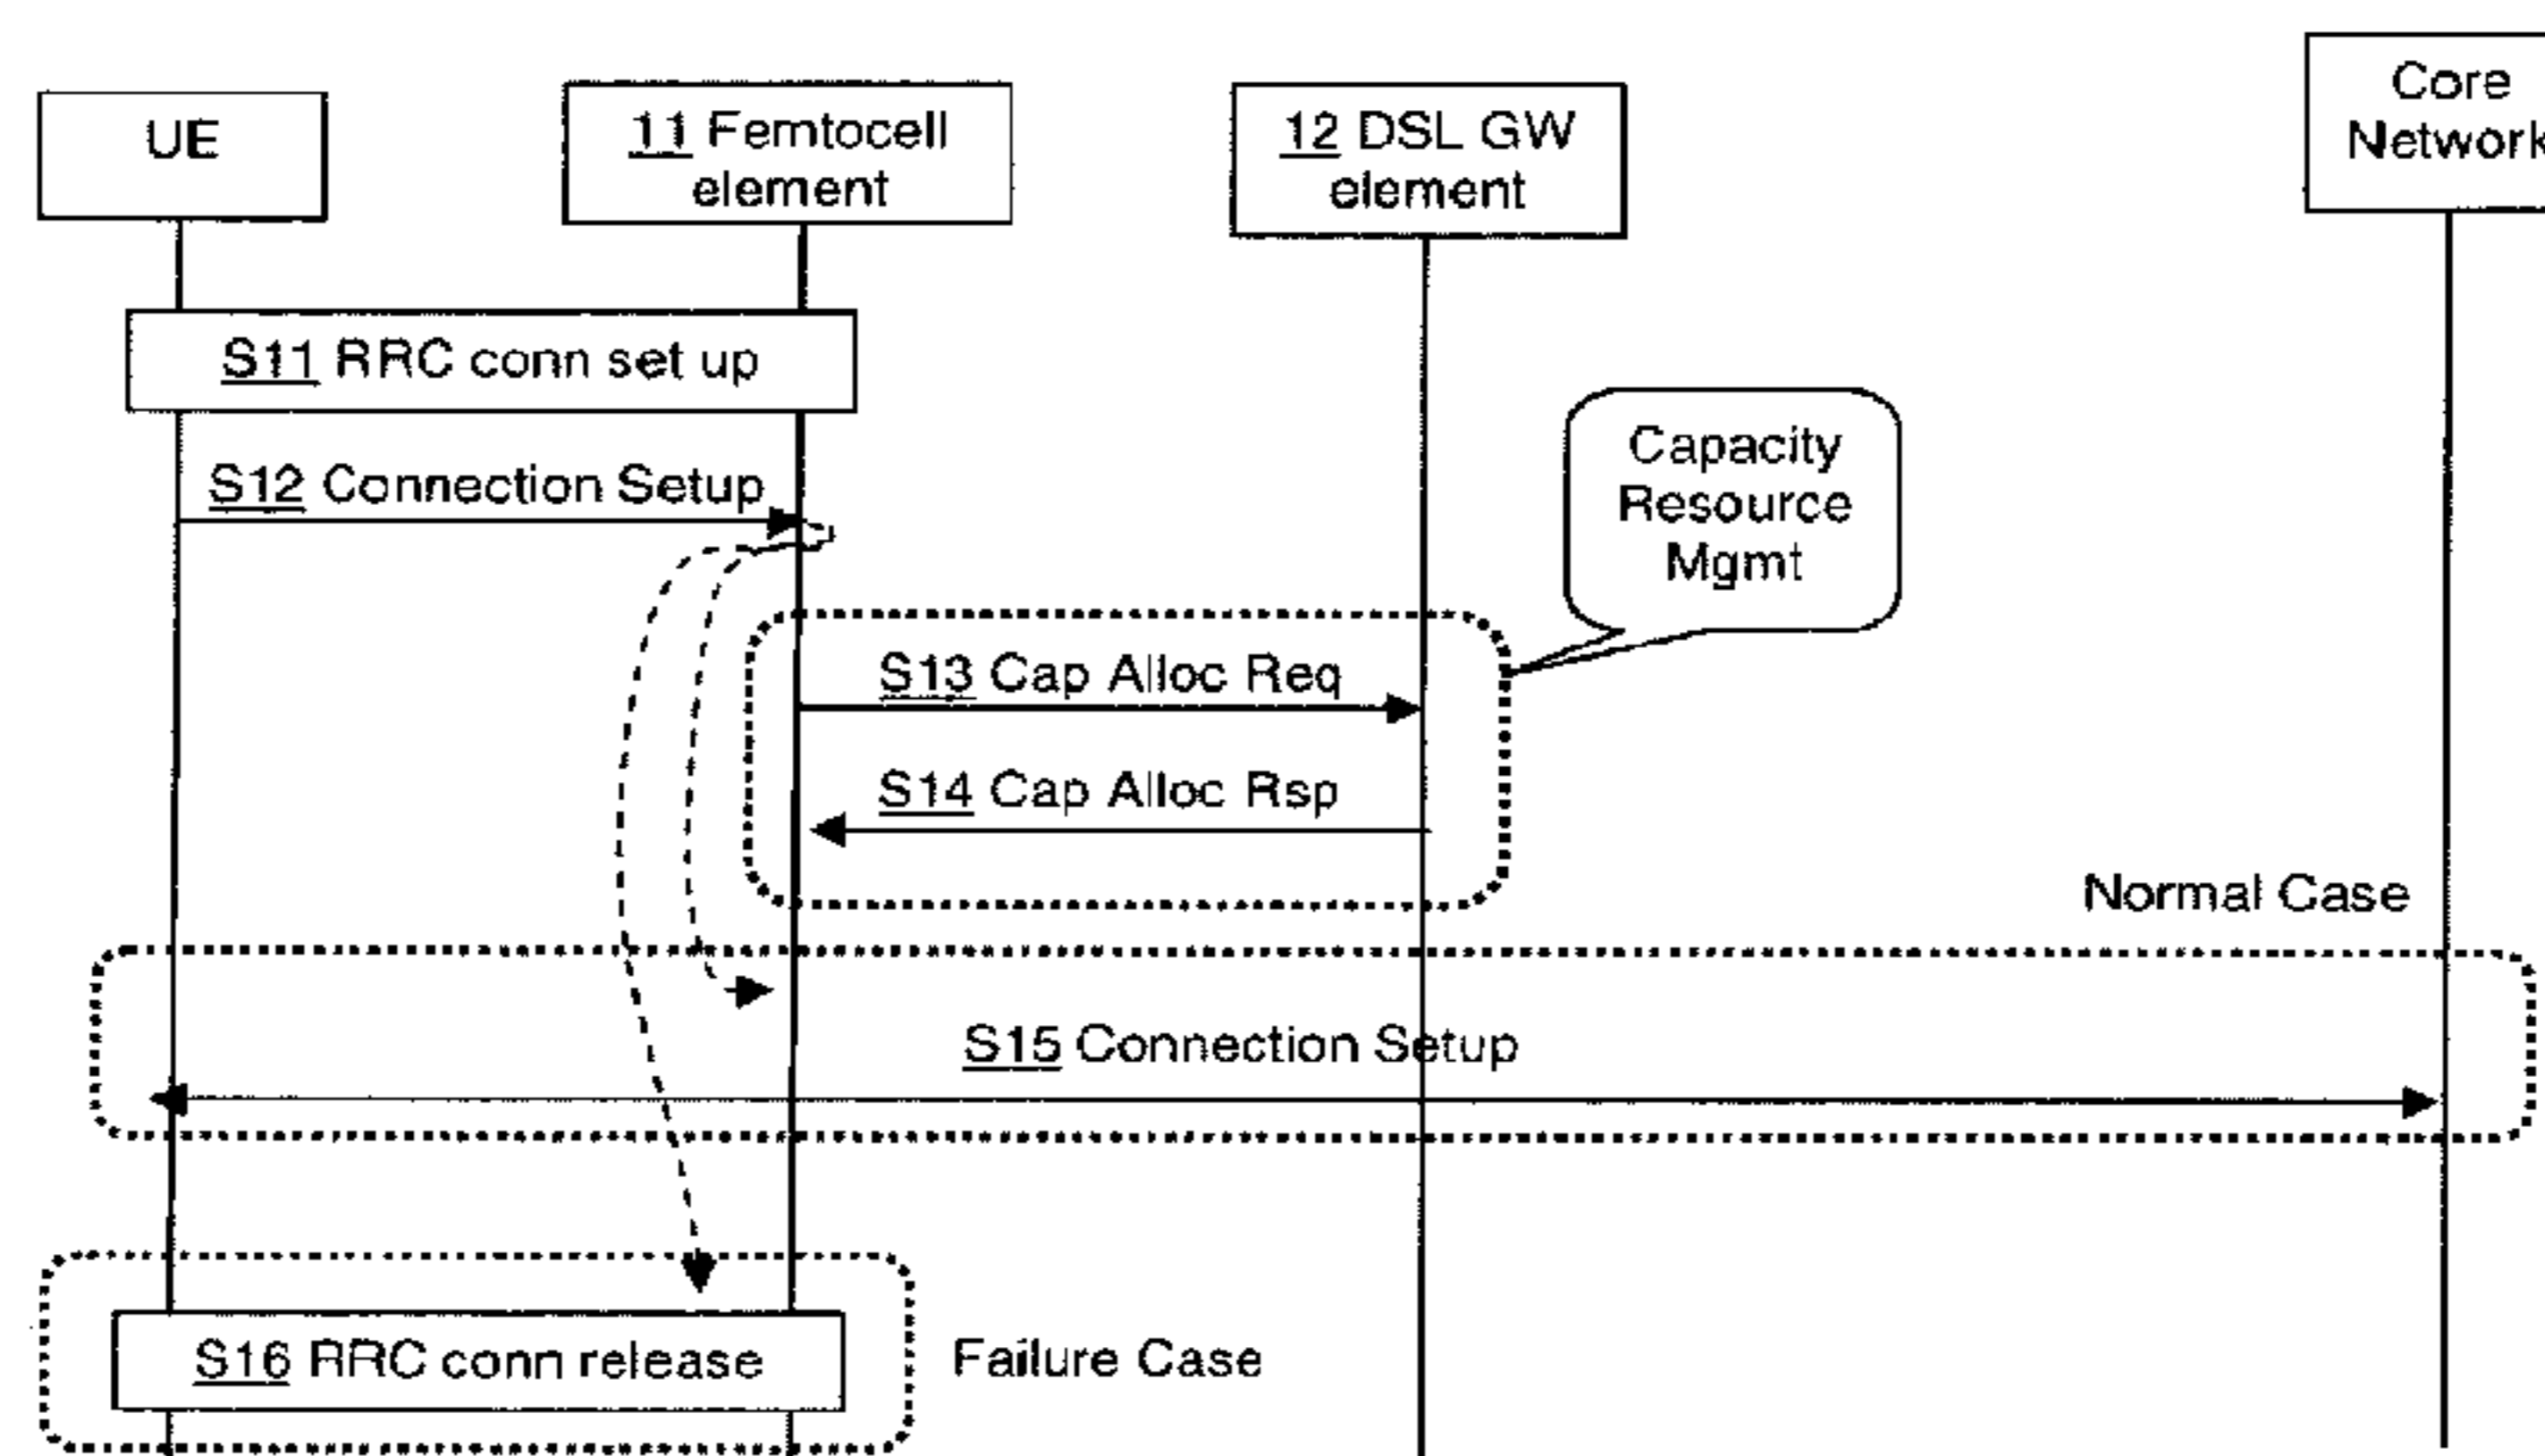 UE
11 Femtocell
element
12 DSL GW
element
Core
Network
S11 RRC conn set up
S12 Connection Setup
Capacity
Resource
Mgmt
S13 Cap Alloc Req
S14 Cap Alloc Rsp
Normal Case
S15 Connection Setup
S16 RRC conn release
Failure Case